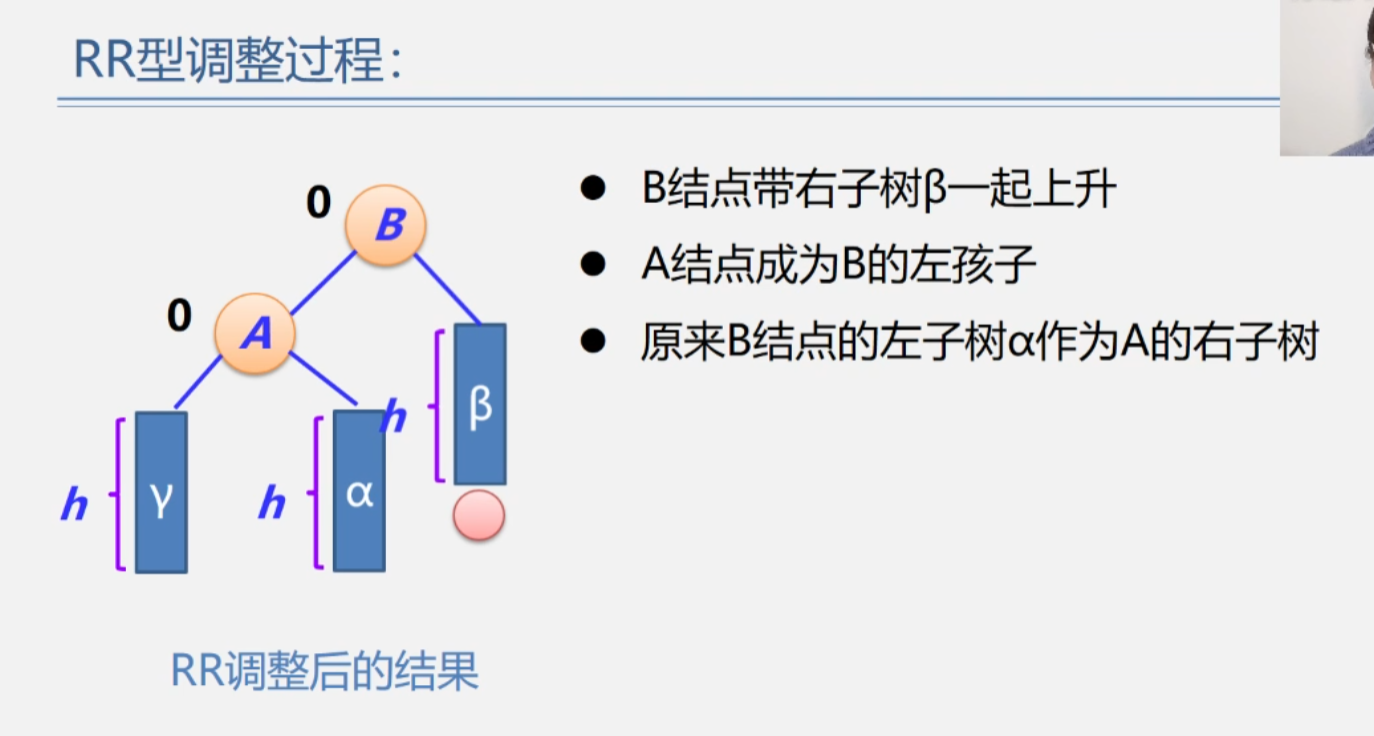 RR型调整过程：
0
B
0
A
γ
h
α
h
β
h
RR调整后的结果
● B结点带右子树β一起上升
● A结点成为B的左孩子
● 原来B结点的左子树α作为A的右子树